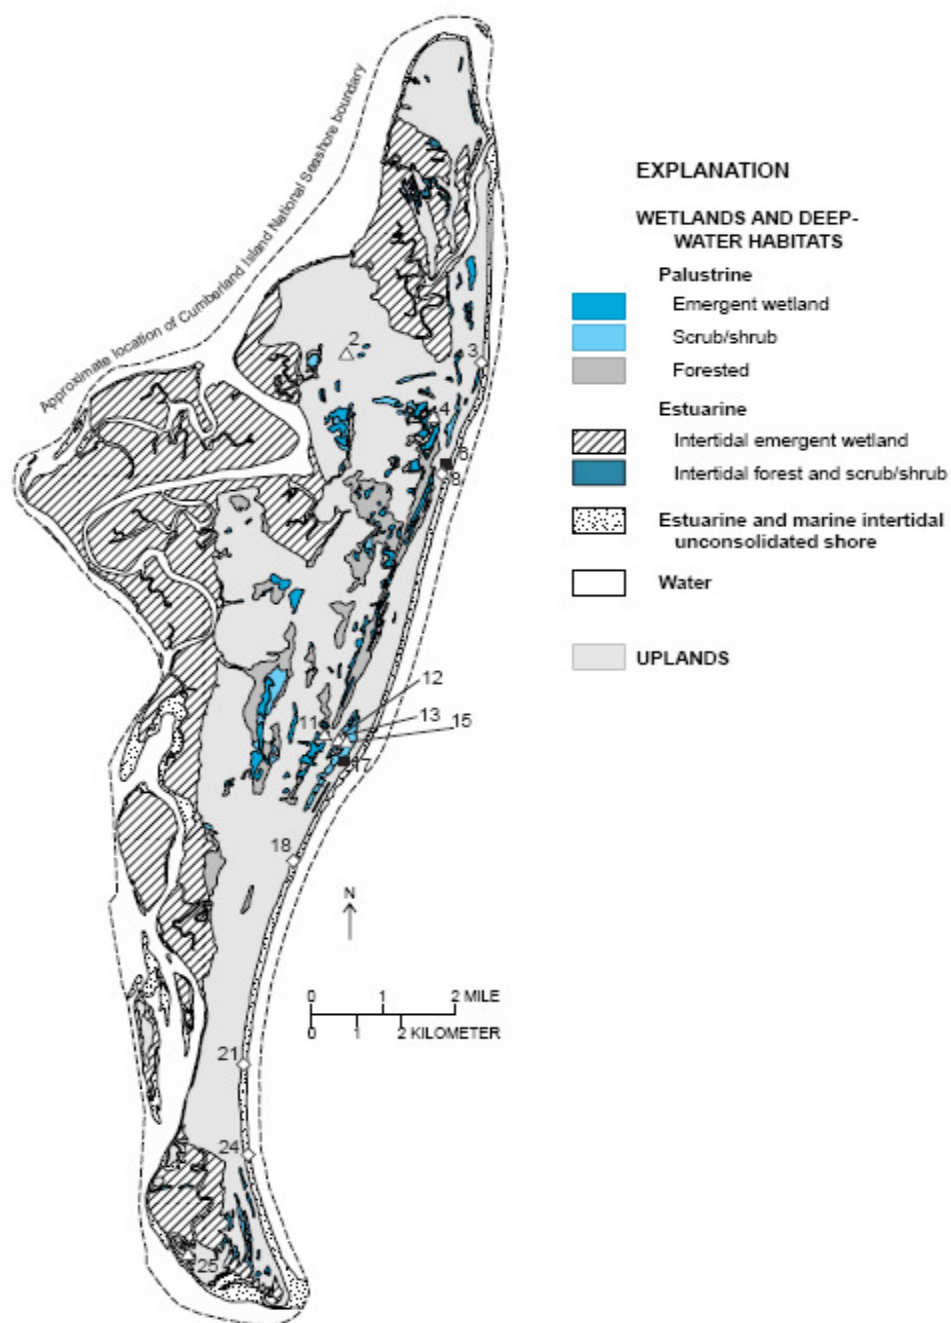 Approximate location of Cumberland Island National Seashore boundary
EXPLANATION
WETLANDS AND DEEP-
WATER HABITATS
Palustrine
Emergent wetland
Scrub/shrub
Forested
Estuarine
Intertidal emergent wetland
Intertidal forest and scrub/shrub
Estuarine and marine intertidal
unconsolidated shore
Water
UPLANDS
2
3
4
8
12
11
13
15
17
18
N
0 1 2 MILE
0 1 2 KILOMETER
21
24
25